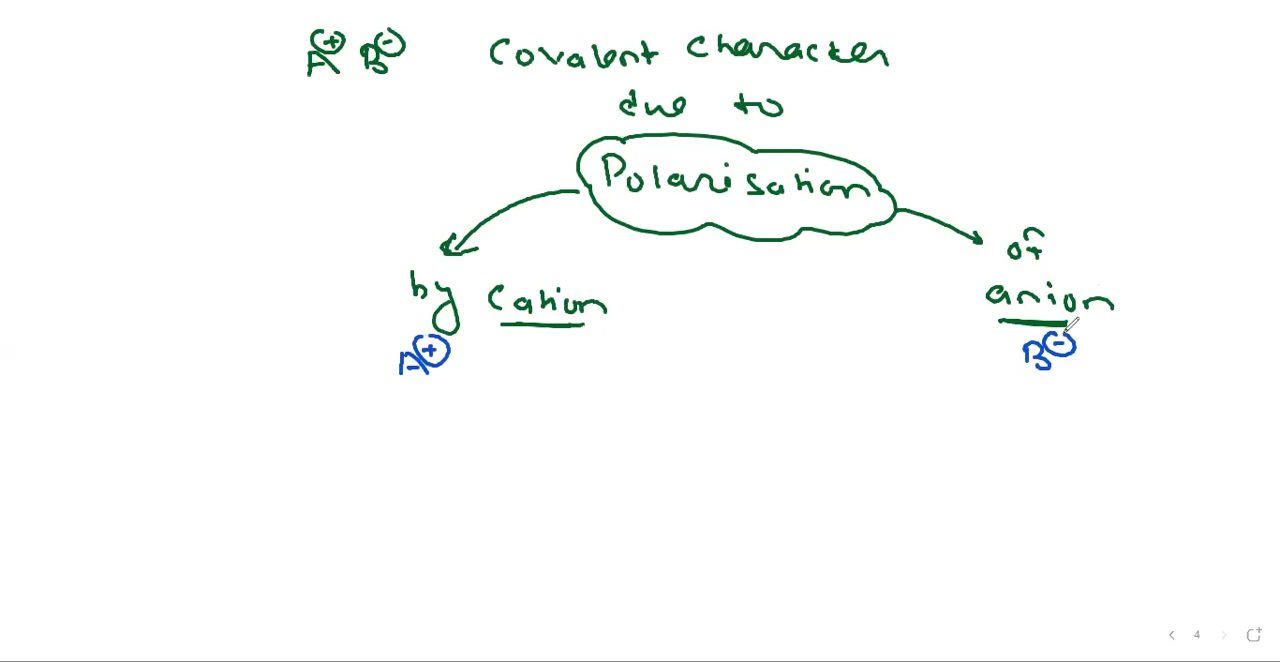 A⊕ B⊖ Covalent Character
due to
Polarisation
by Cation
of
anion
A⊕
B⊖
4